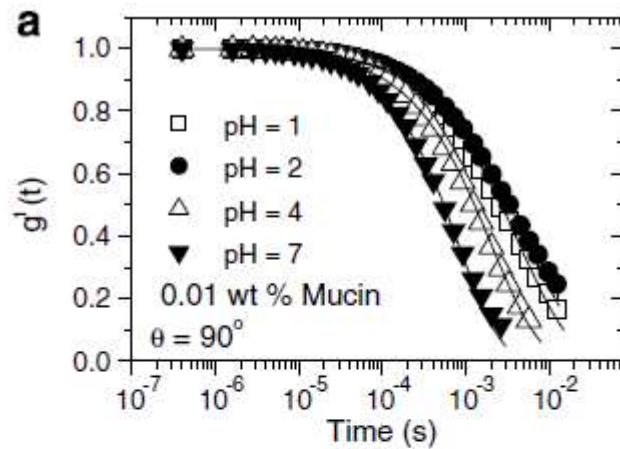 a
g¹(t)
1.0
0.8
0.6
0.4
0.2
0.0
pH = 1
pH = 2
pH = 4
pH = 7
0.01 wt % Mucin
θ = 90°
10⁻⁷ 10⁻⁶ 10⁻⁵ 10⁻⁴ 10⁻³ 10⁻²
Time (s)